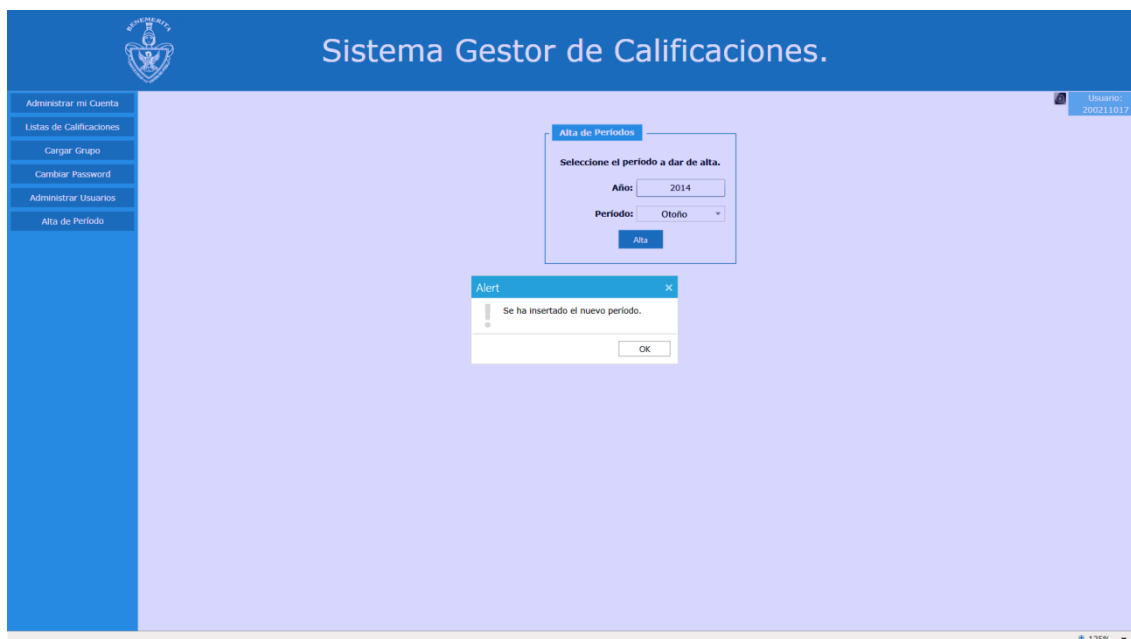 BENEMERITA
Sistema Gestor de Calificaciones.
Administrar mi Cuenta
Listas de Calificaciones
Cargar Grupo
Cambiar Password
Administrar Usuarios
Alta de Período
Usuario:
200211017
Alta de Períodos
Seleccione el período a dar de alta.
Año: 2014
Período: Otoño
Alta
Alert
Se ha insertado el nuevo período.
OK
125%